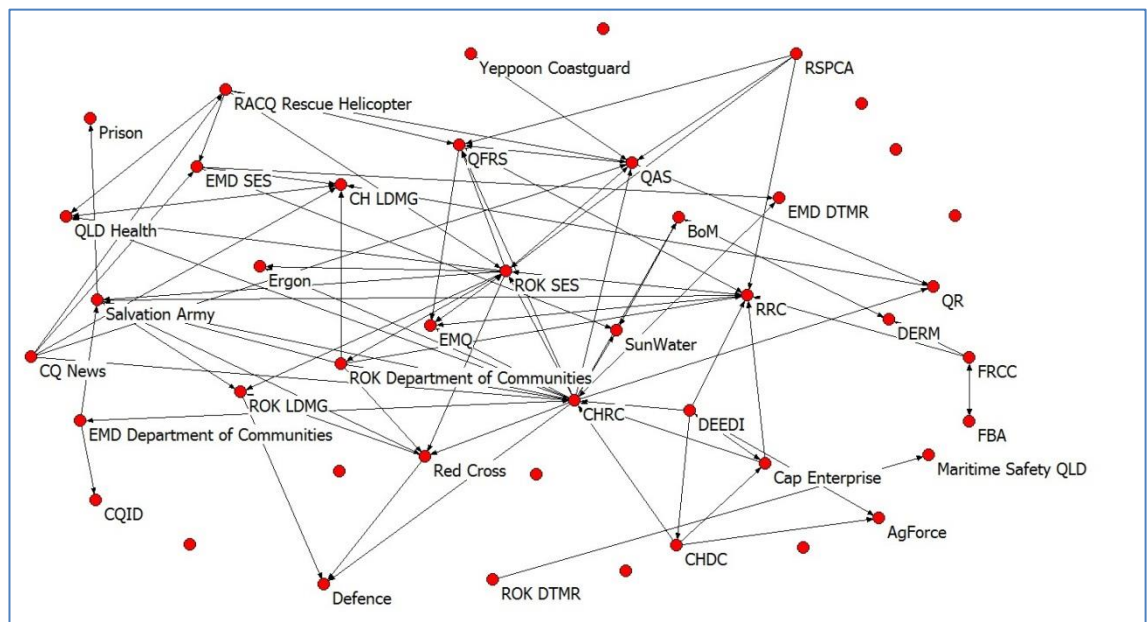 Yeppoon Coastguard
RSPCA
RACQ Rescue Helicopter
Prison
QFRS
QAS
EMD SES
CH LDMG
EMD DTMR
QLD Health
BoM
Ergon
ROK SES
QR
Salvation Army
RRC
EMQ
SunWater
DERM
CQ News
ROK Department of Communities
FRCC
ROK LDMG
DEEDI
CHRC
EMD Department of Communities
FBA
Red Cross
Cap Enterprise
Maritime Safety QLD
CQID
AgForce
CHDC
Defence
ROK DTMR